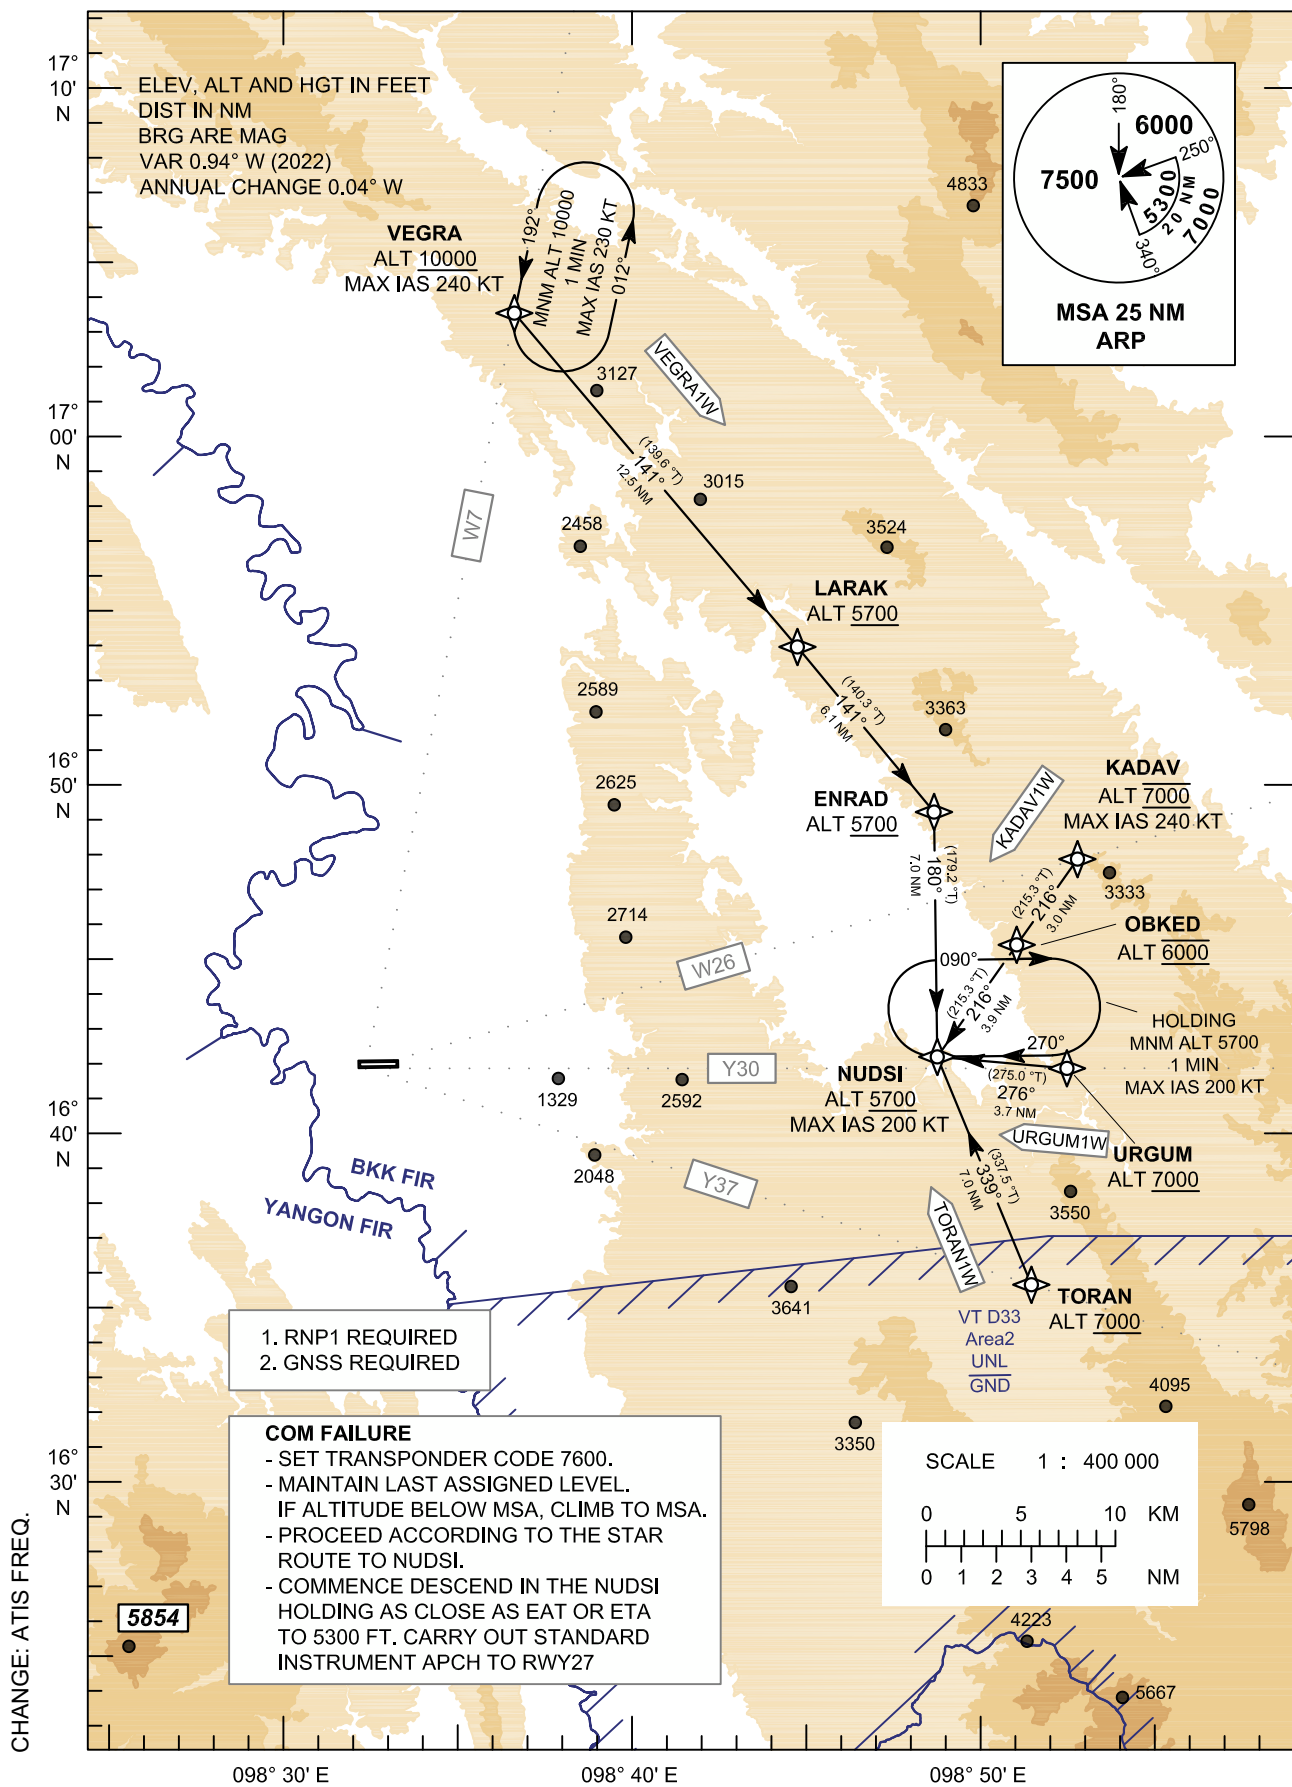 17°
10'
N
ELEV, ALT AND HGT IN FEET
DIST IN NM
BRG ARE MAG
VAR 0.94° W (2022)
ANNUAL CHANGE 0.04° W
VEGRA
ALT 10000
MAX IAS 240 KT
192°
MNM ALT 10000
1 MIN
MAX IAS 230 KT
012°
4833
180°
6000
250°
7500
5300
20 NM
7000
340°
MSA 25 NM
ARP
3127
VEGRA1W
17°
00'
N
(139.6 °T)
141°
12.5 NM
3015
W7
2458
3524
LARAK
ALT 5700
2589
(140.3 °T)
141°
6.1 NM
3363
16°
50'
N
2625
ENRAD
ALT 5700
KADAV1W
KADAV
ALT 7000
MAX IAS 240 KT
(179.2 °T)
180°
7.0 NM
3333
(215.3 °T)
216°
3.0 NM
2714
OBKED
ALT 6000
W26
090°
(215.3 °T)
216°
3.9 NM
HOLDING
MNM ALT 5700
1 MIN
MAX IAS 200 KT
270°
Y30
NUDSI
ALT 5700
MAX IAS 200 KT
(275.0 °T)
276°
3.7 NM
1329
2592
16°
40'
N
URGUM1W
URGUM
ALT 7000
2048
BKK FIR
YANGON FIR
Y37
(337.5 °T)
339°
7.0 NM
3550
TORAN1W
3641
TORAN
ALT 7000
VT D33
Area2
UNL
GND
1. RNP1 REQUIRED
2. GNSS REQUIRED
4095
3350
COM FAILURE
- SET TRANSPONDER CODE 7600.
- MAINTAIN LAST ASSIGNED LEVEL.
IF ALTITUDE BELOW MSA, CLIMB TO MSA.
- PROCEED ACCORDING TO THE STAR
ROUTE TO NUDSI.
- COMMENCE DESCEND IN THE NUDSI
HOLDING AS CLOSE AS EAT OR ETA
TO 5300 FT. CARRY OUT STANDARD
INSTRUMENT APCH TO RWY27
16°
30'
N
SCALE 1 : 400 000
0 5 10 KM
0 1 2 3 4 5 NM
5798
5854
4223
5667
CHANGE: ATIS FREQ.
098° 30' E
098° 40' E
098° 50' E